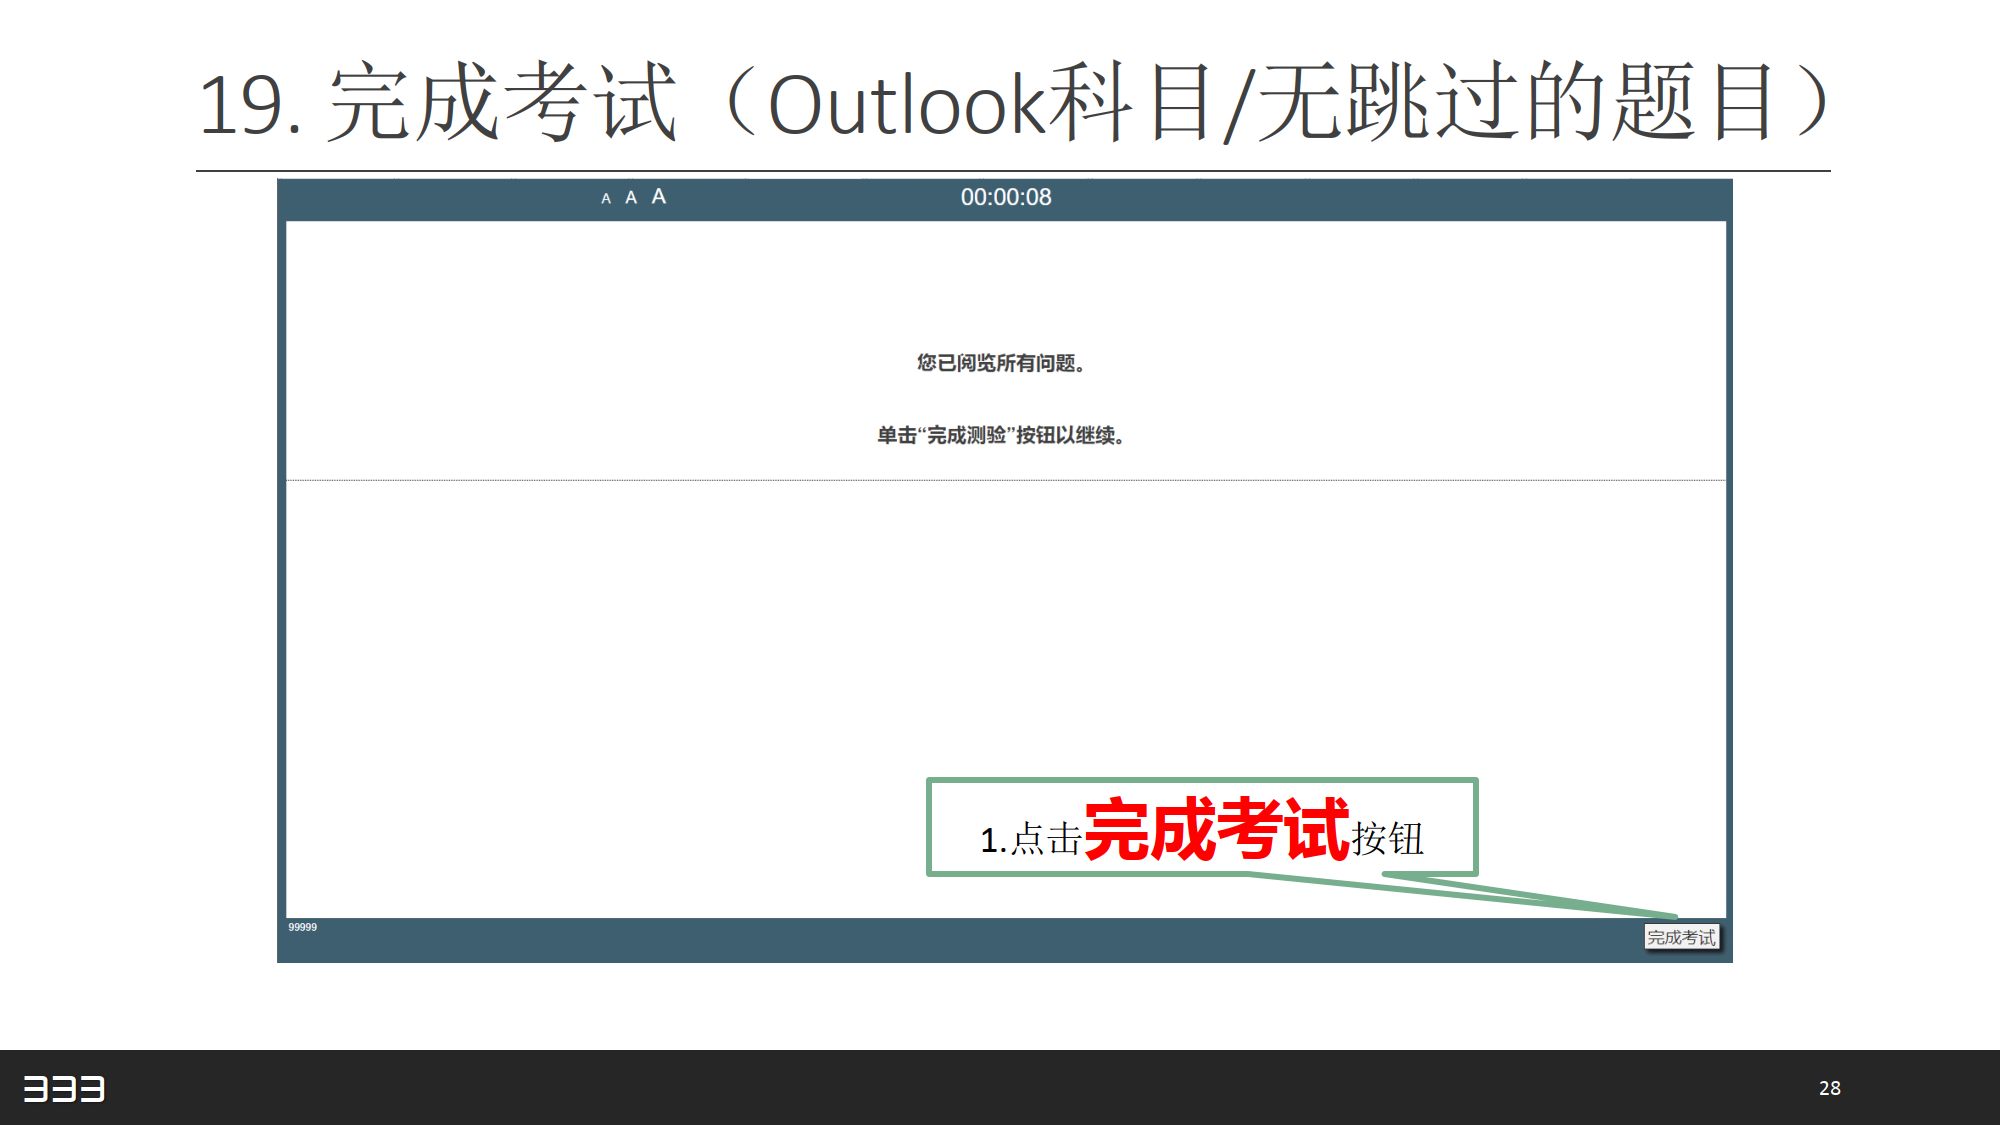 19. 完成考试（Outlook科目/无跳过的题目）
A A A
00:00:08
您已阅览所有问题。
单击“完成测验”按钮以继续。
1.点击完成考试按钮
99999
完成考试
333
28